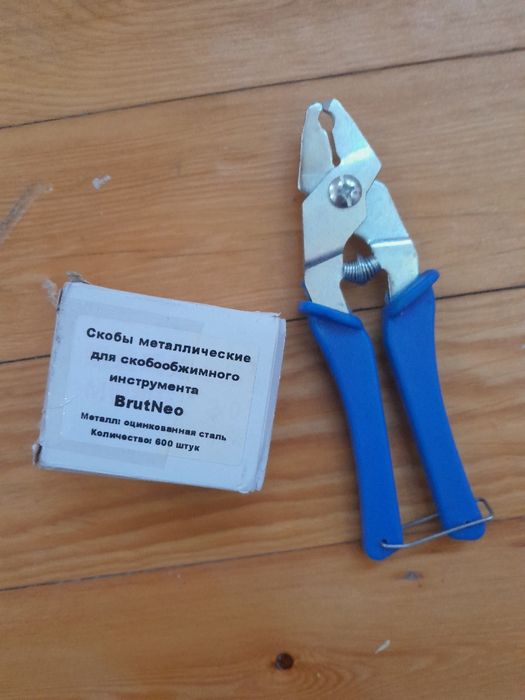 Скобы металлические
для скобообжимного
инструмента
BrutNeo
Металл: оцинкованная сталь
Количество: 600 штук